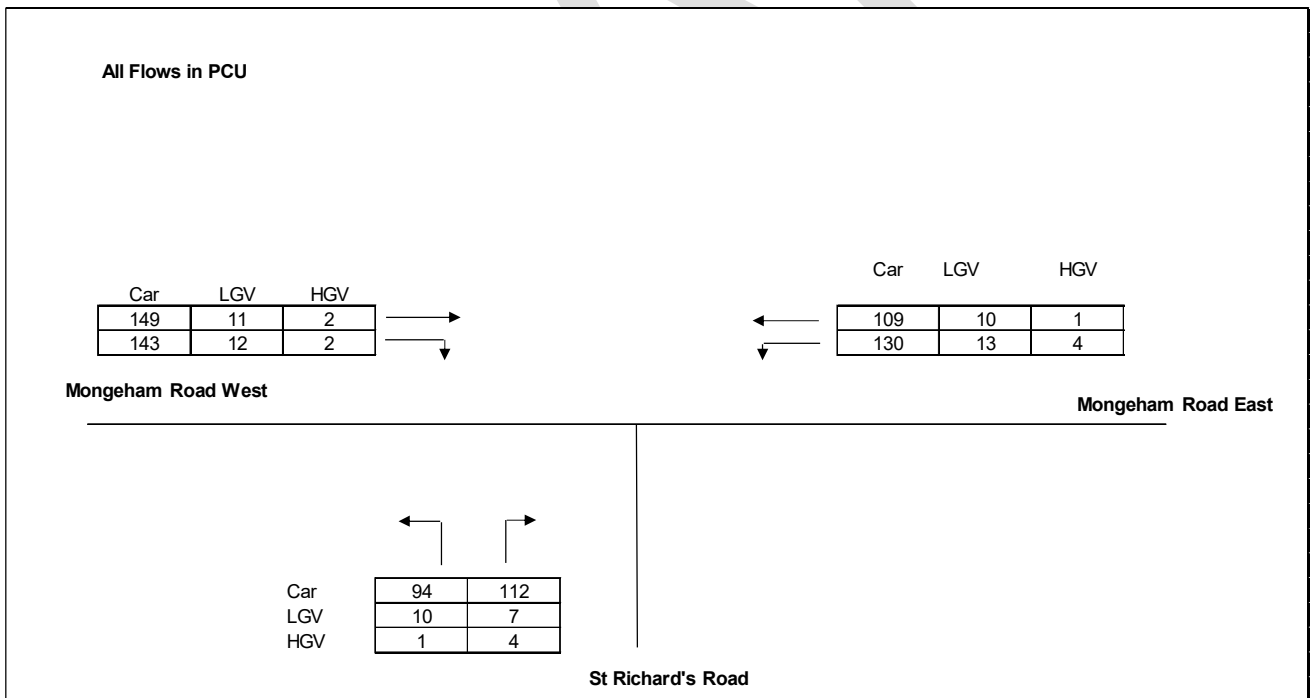 All Flows in PCU
Car LGV HGV
Car LGV HGV
149 11 2
109 10 1
143 12 2
130 13 4
Mongeham Road West
Mongeham Road East
Car 94 112
LGV 10 7
HGV 1 4
St Richard's Road